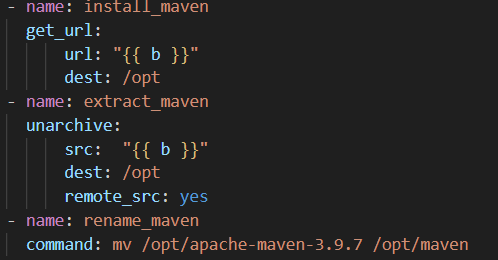 - name: install_maven
  get_url:
     url: "{{ b }}"
     dest: /opt
- name: extract_maven
  unarchive:
     src:  "{{ b }}"
     dest: /opt
     remote_src: yes
- name: rename_maven
  command: mv /opt/apache-maven-3.9.7 /opt/maven